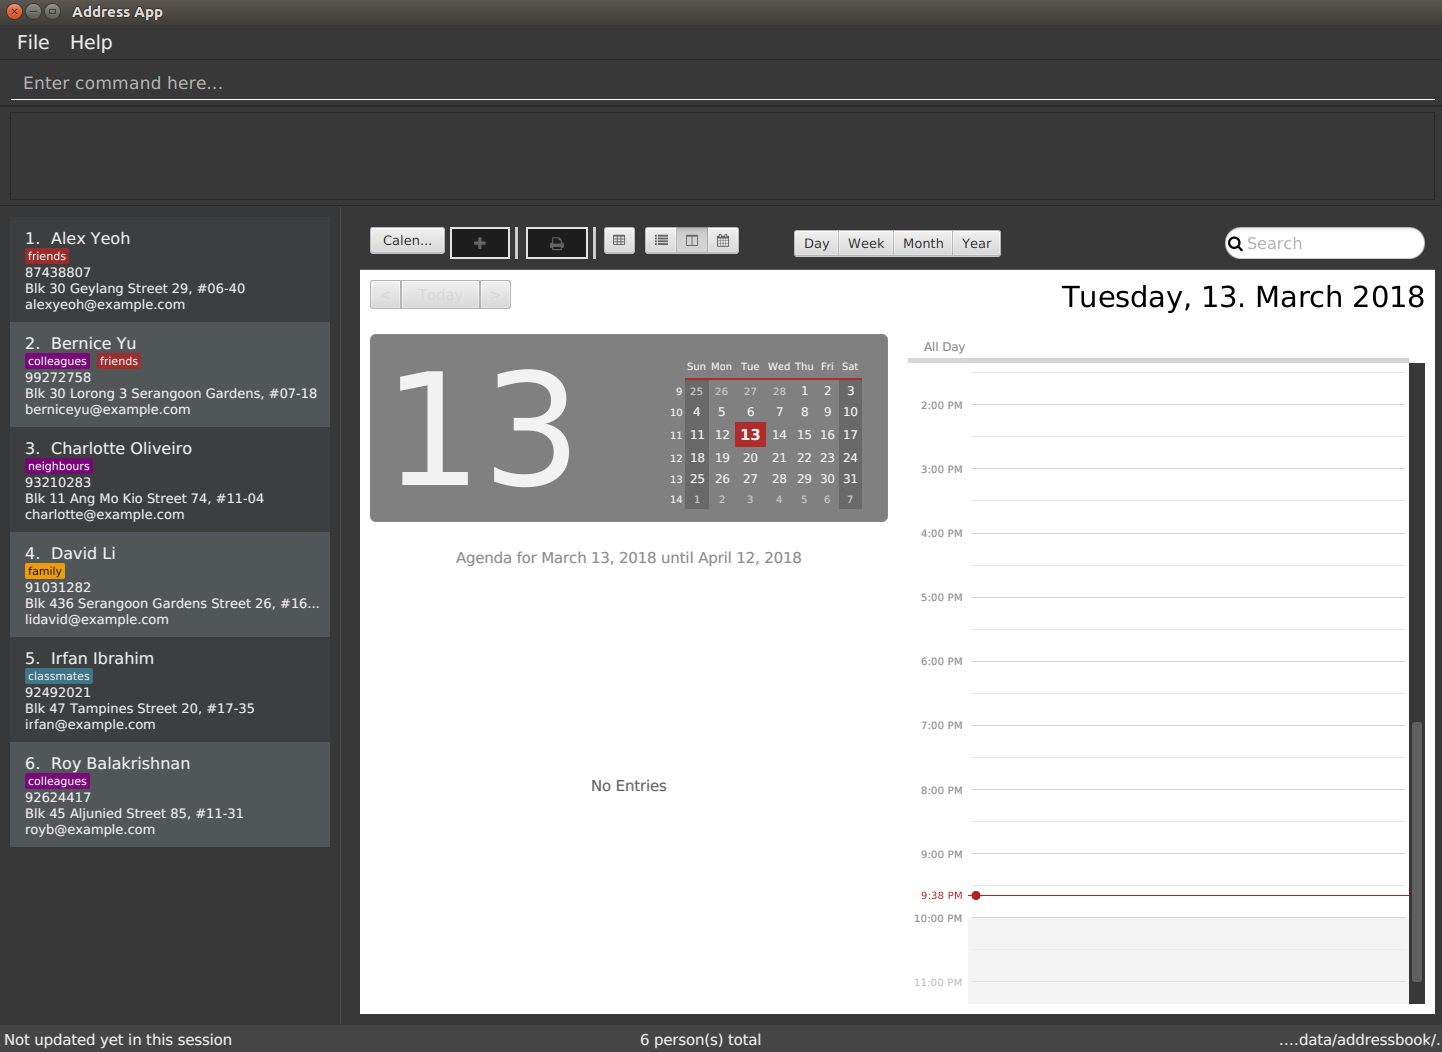 Address App
File Help
Enter command here...
1. Alex Yeoh
friends
87438807
Blk 30 Geylang Street 29, #06-40
alexyeoh@example.com
2. Bernice Yu
colleagues friends
99272758
Blk 30 Lorong 3 Serangoon Gardens, #07-18
berniceyu@example.com
3. Charlotte Oliveiro
neighbours
93210283
Blk 11 Ang Mo Kio Street 74, #11-04
charlotte@example.com
4. David Li
family
91031282
Blk 436 Serangoon Gardens Street 26, #16...
lidavid@example.com
5. Irfan Ibrahim
classmates
92492021
Blk 47 Tampines Street 20, #17-35
irfan@example.com
6. Roy Balakrishnan
colleagues
92624417
Blk 45 Aljunied Street 85, #11-31
royb@example.com
Calen... Day Week Month Year Search
< Today >
Tuesday, 13. March 2018
13
Sun Mon Tue Wed Thu Fri Sat
9 25 26 27 28 1 2 3
10 4 5 6 7 8 9 10
11 11 12 13 14 15 16 17
12 18 19 20 21 22 23 24
13 25 26 27 28 29 30 31
14 1 2 3 4 5 6 7
Agenda for March 13, 2018 until April 12, 2018
No Entries
All Day
2:00 PM
3:00 PM
4:00 PM
5:00 PM
6:00 PM
7:00 PM
8:00 PM
9:00 PM
9:38 PM
10:00 PM
11:00 PM
Not updated yet in this session
6 person(s) total
....data/addressbook/.